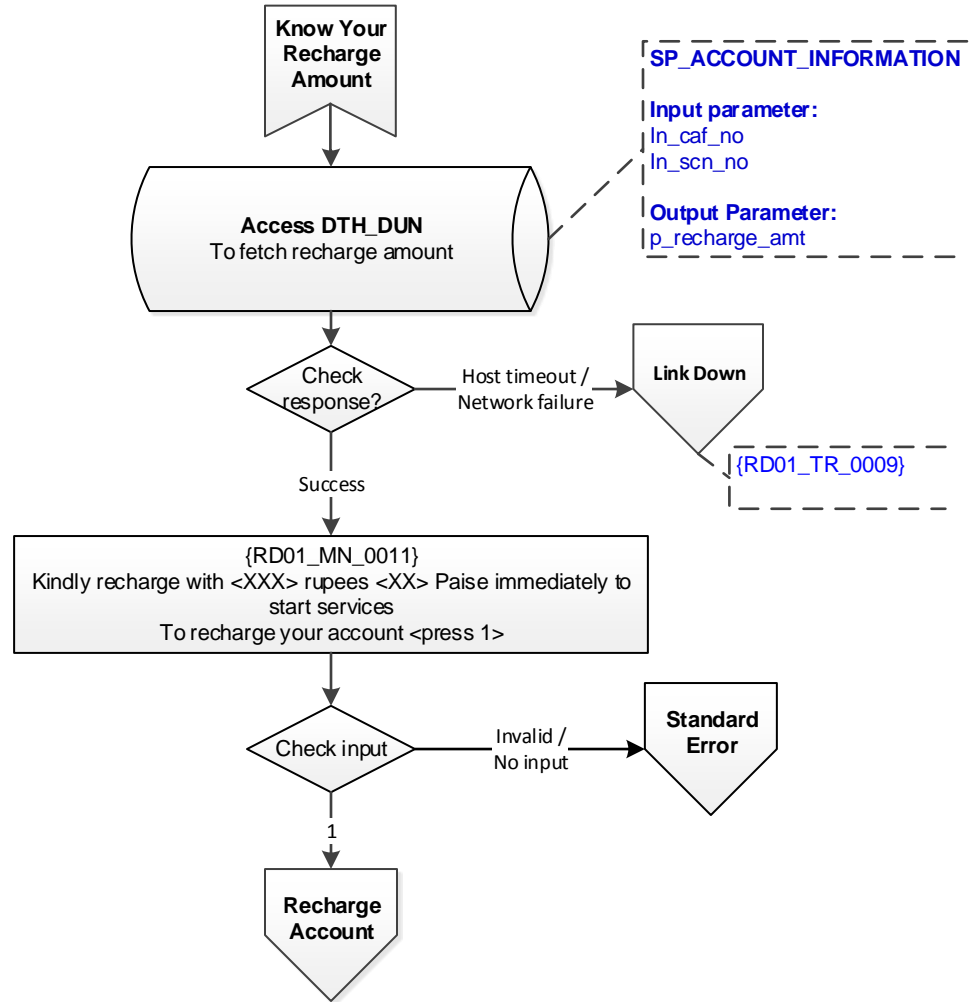 Know Your
Recharge
Amount
SP_ACCOUNT_INFORMATION
Input parameter:
In_caf_no
In_scn_no
Output Parameter:
p_recharge_amt
Access DTH_DUN
To fetch recharge amount
Check
response?
Host timeout /
Network failure
Link Down
{RD01_TR_0009}
Success
{RD01_MN_0011}
Kindly recharge with <XXX> rupees <XX> Paise immediately to
start services
To recharge your account <press 1>
Check input
Invalid /
No input
Standard
Error
1
Recharge
Account